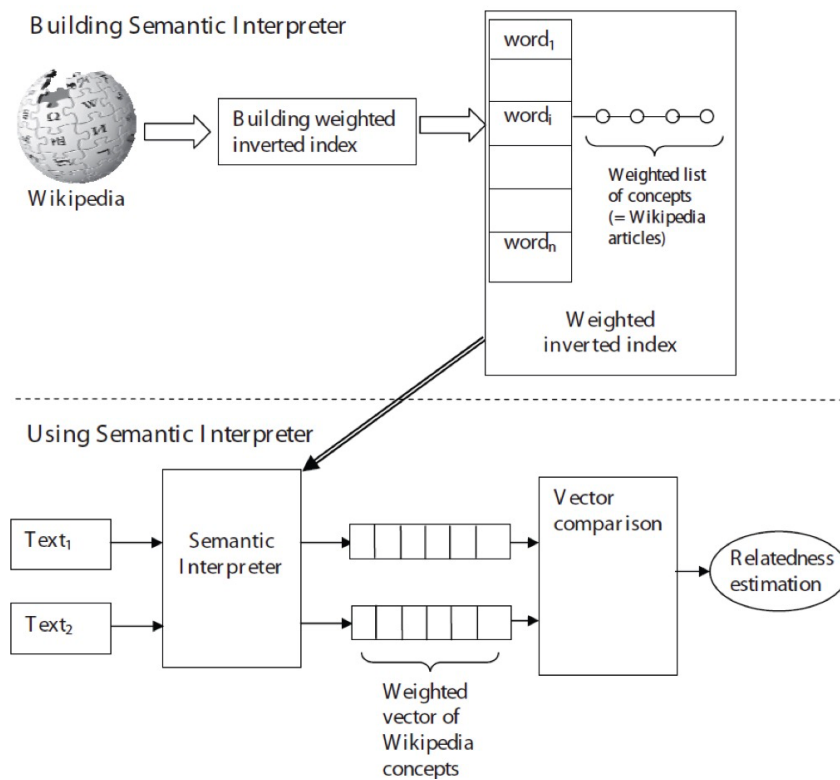 Building Semantic Interpreter
word₁
Building weighted
inverted index
wordᵢ
Wikipedia
Weighted list
of concepts
(= Wikipedia
articles)
wordₙ
Weighted
inverted index
Using Semantic Interpreter
Text₁
Text₂
Semantic
Interpreter
Vector
comparison
Relatedness
estimation
Weighted
vector of
Wikipedia
concepts